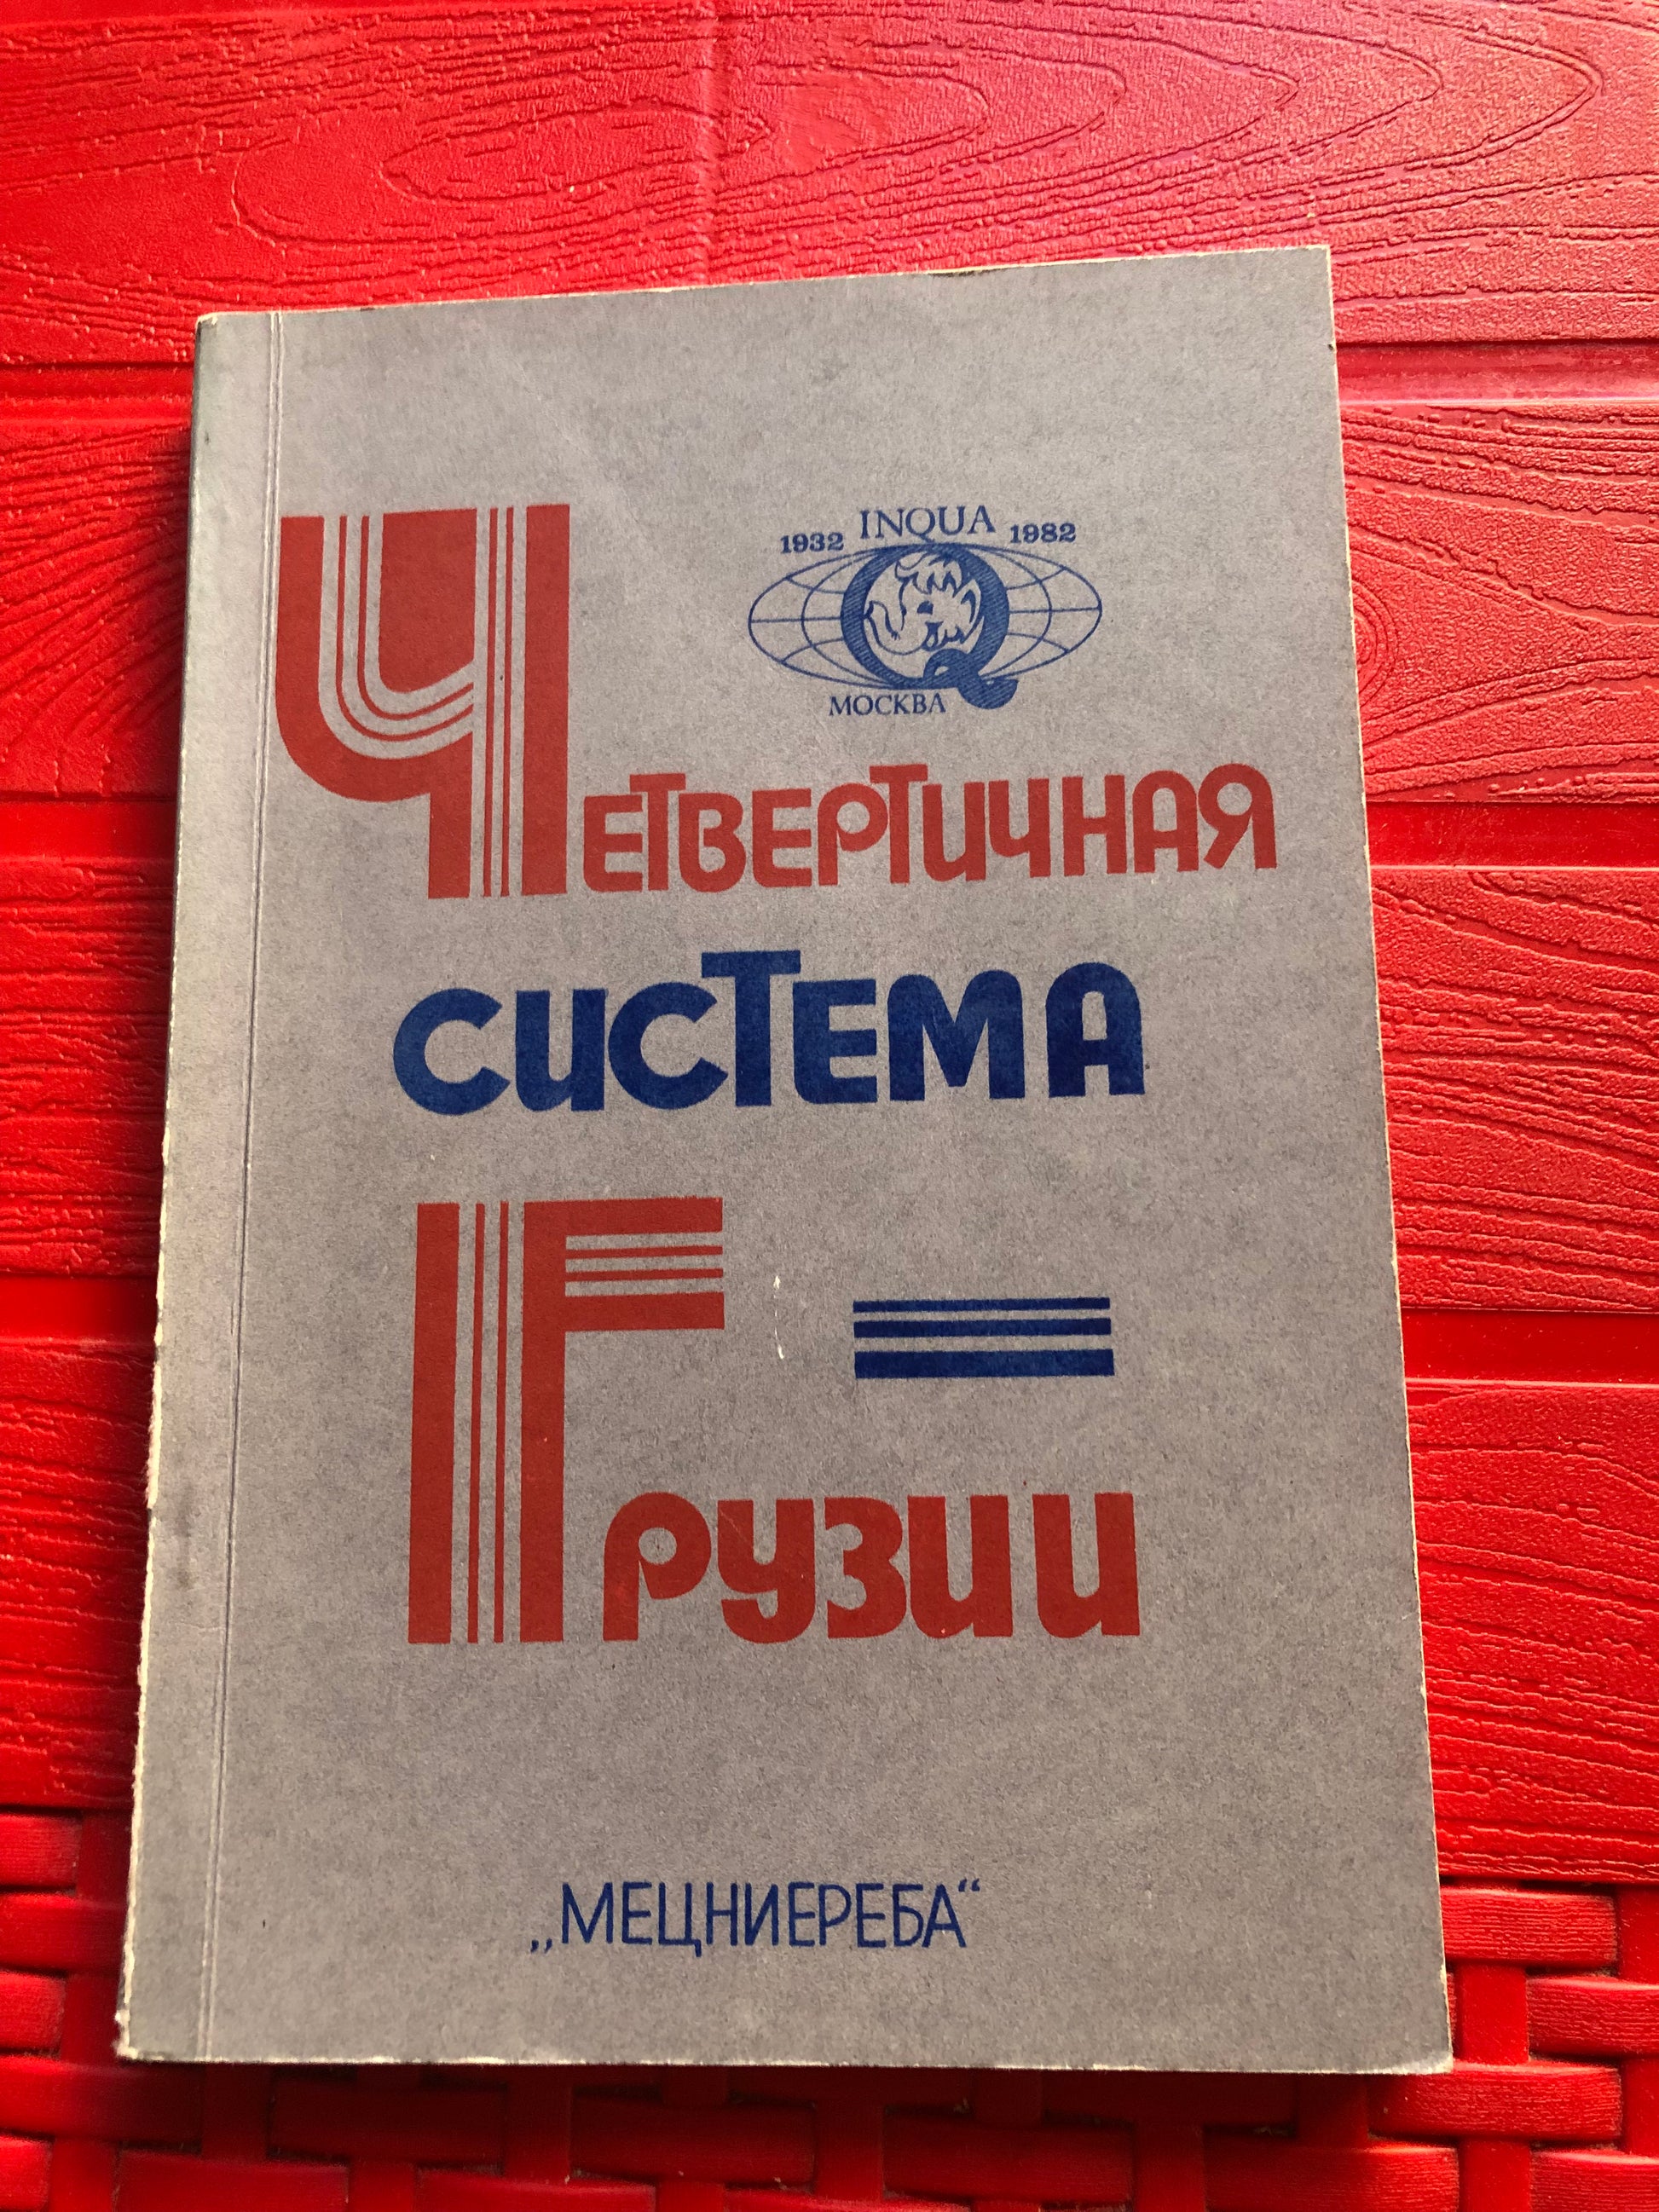 1932 INQUA 1982
МОСКВА
ЧЕТВЕРТИЧНАЯ
СИСТЕМА
ГРУЗИИ
„МЕЦНИЕРЕБА“